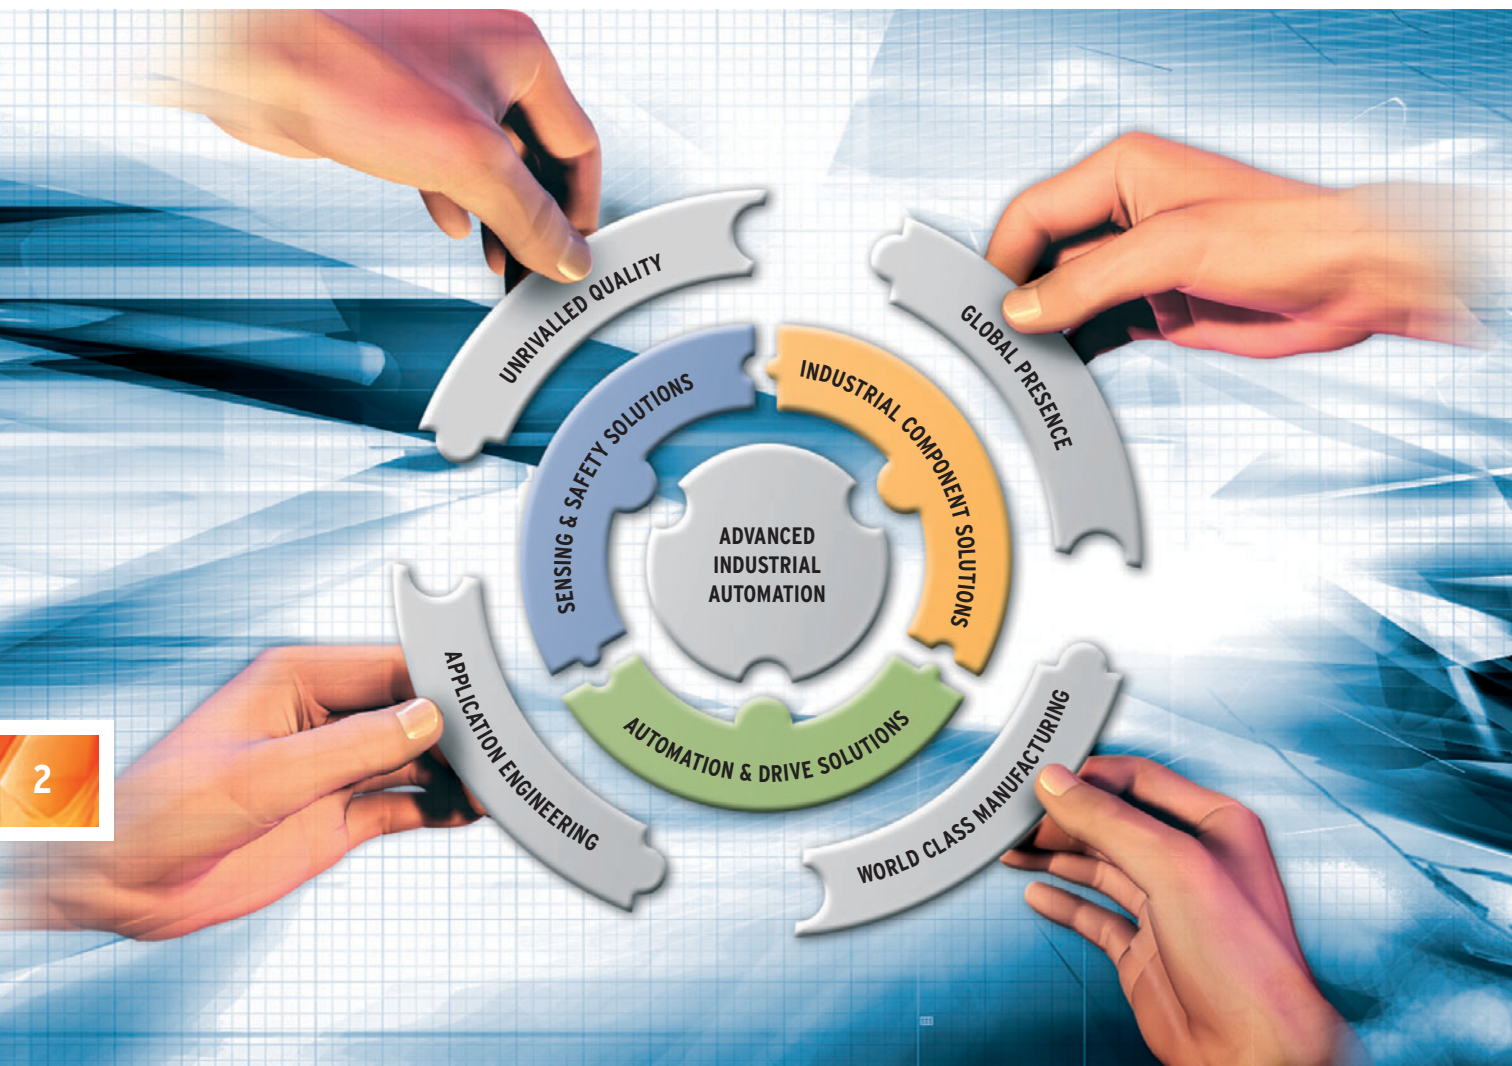 UNRIVALLED QUALITY
GLOBAL PRESENCE
SENSING & SAFETY SOLUTIONS
INDUSTRIAL COMPONENT SOLUTIONS
ADVANCED
INDUSTRIAL
AUTOMATION
AUTOMATION & DRIVE SOLUTIONS
APPLICATION ENGINEERING
WORLD CLASS MANUFACTURING
2